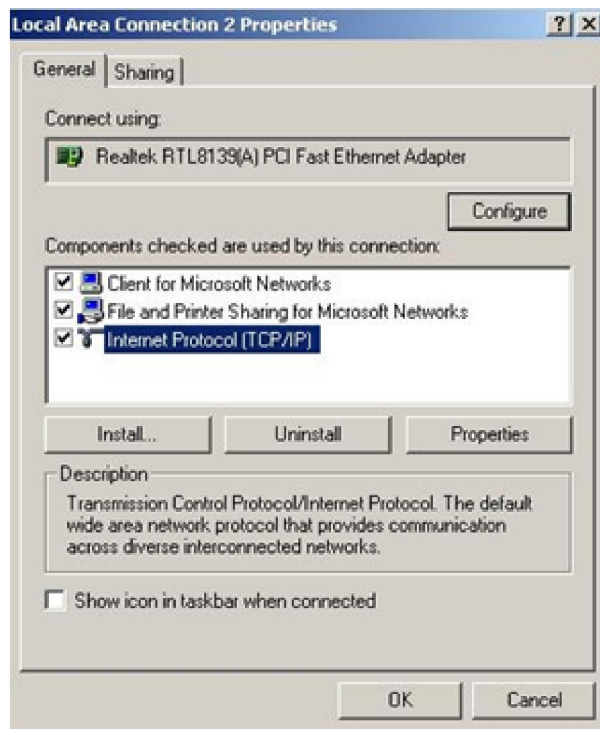 Local Area Connection 2 Properties
? X
General
Sharing
Connect using:
Realtek RTL8139(A) PCI Fast Ethernet Adapter
Configure
Components checked are used by this connection:
Client for Microsoft Networks
File and Printer Sharing for Microsoft Networks
Internet Protocol (TCP/IP)
Install...
Uninstall
Properties
Description
Transmission Control Protocol/Internet Protocol. The default
wide area network protocol that provides communication
across diverse interconnected networks.
Show icon in taskbar when connected
OK
Cancel